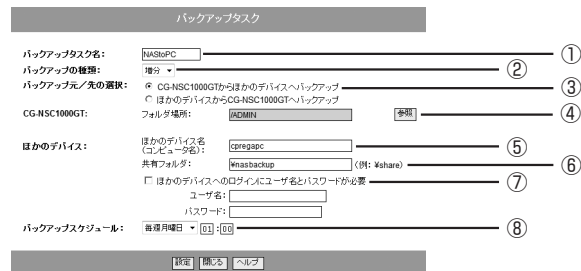 バックアップタスク
バックアップタスク名： NAStoPC ①
バックアップの種類： 増分 ②
バックアップ元／先の選択： CG-NSC1000GTからほかのデバイスへバックアップ ③
ほかのデバイスからCG-NSC1000GTへバックアップ
CG-NSC1000GT: フォルダ場所： /ADMIN 参照 ④
ほかのデバイス： ほかのデバイス名
(コンピュータ名)： cpregapc ⑤
共有フォルダ： ¥nasbackup (例：¥share) ⑥
ほかのデバイスへのログインにユーザ名とパスワードが必要 ⑦
ユーザ名：
パスワード：
バックアップスケジュール： 毎週月曜日 01 : 00 ⑧
設定 閉じる ヘルプ